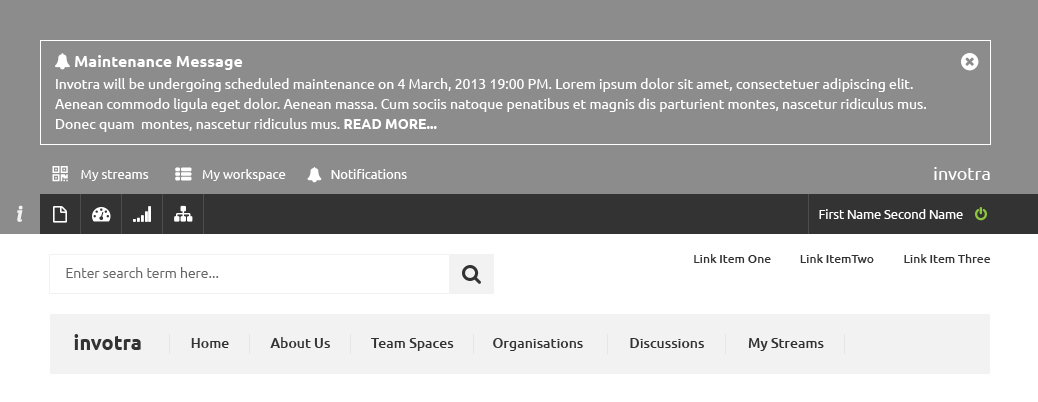 Maintenance Message
Invotra will be undergoing scheduled maintenance on 4 March, 2013 19:00 PM. Lorem ipsum dolor sit amet, consectetuer adipiscing elit.
Aenean commodo ligula eget dolor. Aenean massa. Cum sociis natoque penatibus et magnis dis parturient montes, nascetur ridiculus mus.
Donec quam  montes, nascetur ridiculus mus. READ MORE...
My streams My workspace Notifications invotra
i First Name Second Name
Link Item One Link ItemTwo Link Item Three
Enter search term here...
invotra Home About Us Team Spaces Organisations Discussions My Streams